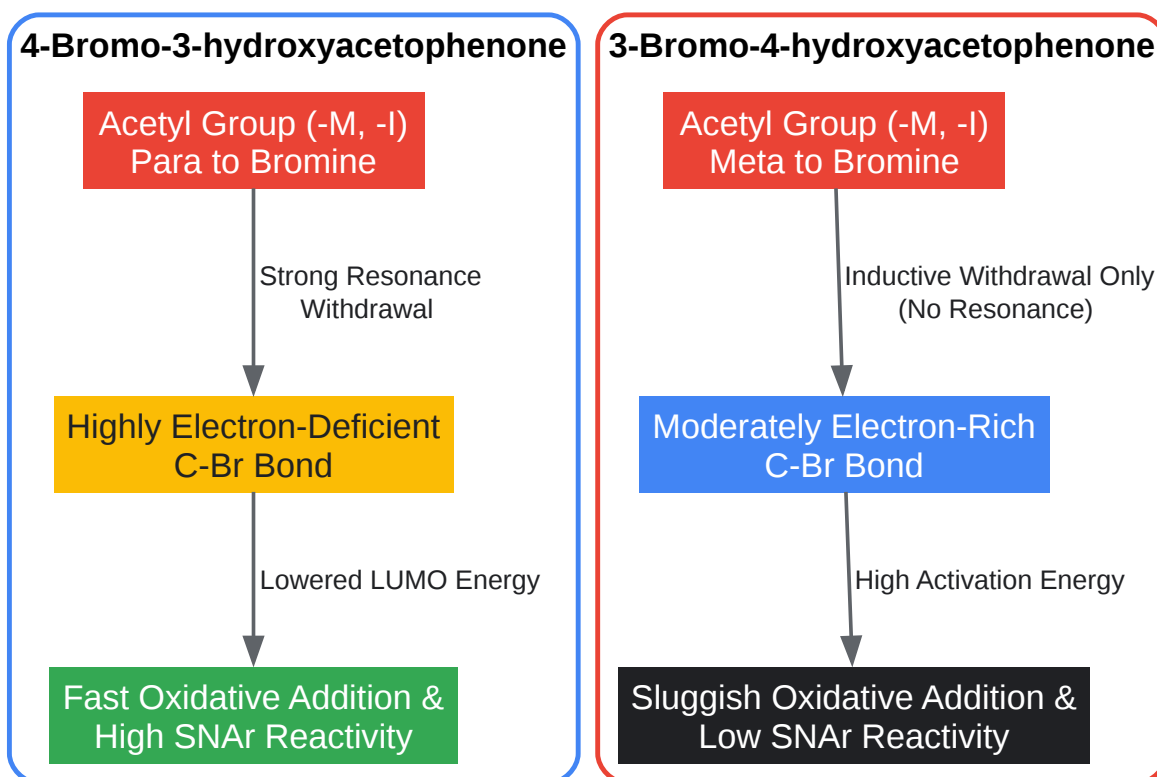 4-Bromo-3-hydroxyacetophenone
Acetyl Group (-M, -I)
Para to Bromine
Strong Resonance
Withdrawal
Highly Electron-Deficient
C-Br Bond
Lowered LUMO Energy
Fast Oxidative Addition &
High SNAr Reactivity
3-Bromo-4-hydroxyacetophenone
Acetyl Group (-M, -I)
Meta to Bromine
Inductive Withdrawal Only
(No Resonance)
Moderately Electron-Rich
C-Br Bond
High Activation Energy
Sluggish Oxidative Addition &
Low SNAr Reactivity